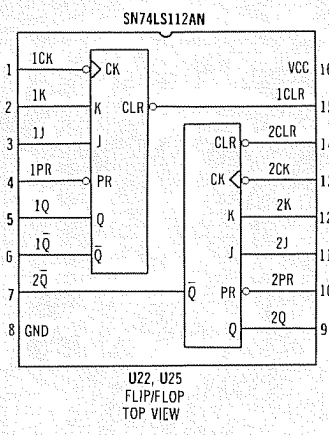 SN74LS112AN
1CK
1 CK VCC 16
1CLR
1K
2 K CLR 15
1J 2CLR
3 J CLR 14
1PR 2CK
4 PR CK 13
1Q 2K
5 Q K 12
1Q̅ 2J
6 Q̅ J 11
2Q̅ 2PR
7 Q̅ PR 10
2Q
8 GND Q 9
U22, U25
FLIP/FLOP
TOP VIEW